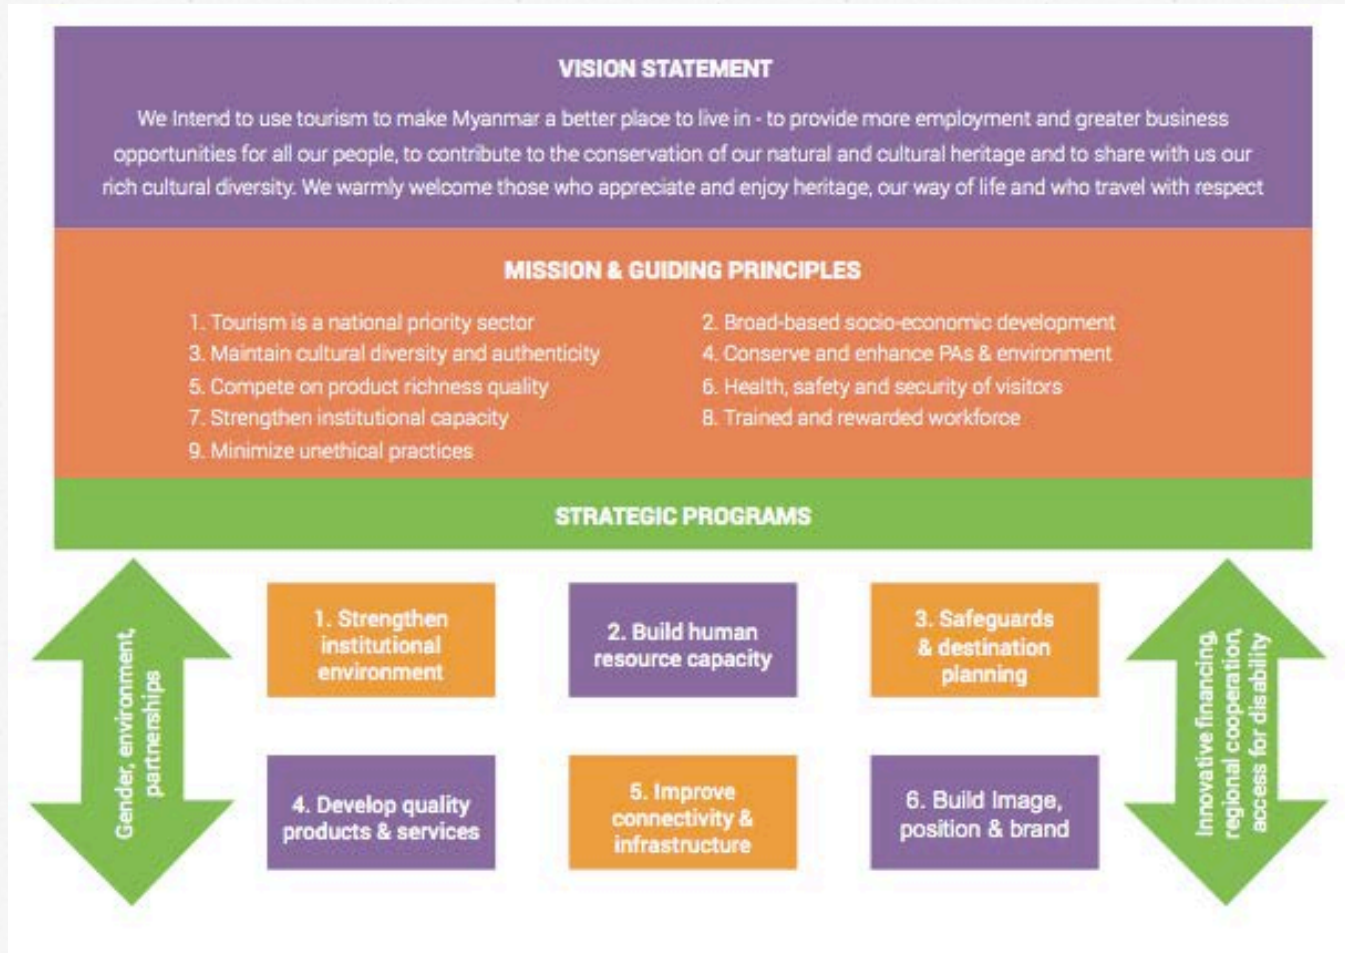 VISION STATEMENT
We Intend to use tourism to make Myanmar a better place to live in - to provide more employment and greater business
opportunities for all our people, to contribute to the conservation of our natural and cultural heritage and to share with us our
rich cultural diversity. We warmly welcome those who appreciate and enjoy heritage, our way of life and who travel with respect
MISSION & GUIDING PRINCIPLES
1. Tourism is a national priority sector
2. Broad-based socio-economic development
3. Maintain cultural diversity and authenticity
4. Conserve and enhance PAs & environment
5. Compete on product richness quality
6. Health, safety and security of visitors
7. Strengthen institutional capacity
8. Trained and rewarded workforce
9. Minimize unethical practices
STRATEGIC PROGRAMS
Gender, environment,
partnerships
1. Strengthen
institutional
environment
2. Build human
resource capacity
3. Safeguards
& destination
planning
4. Develop quality
products & services
5. Improve
connectivity &
infrastructure
6. Build Image,
position & brand
Innovative financing,
regional cooperation,
access for disability